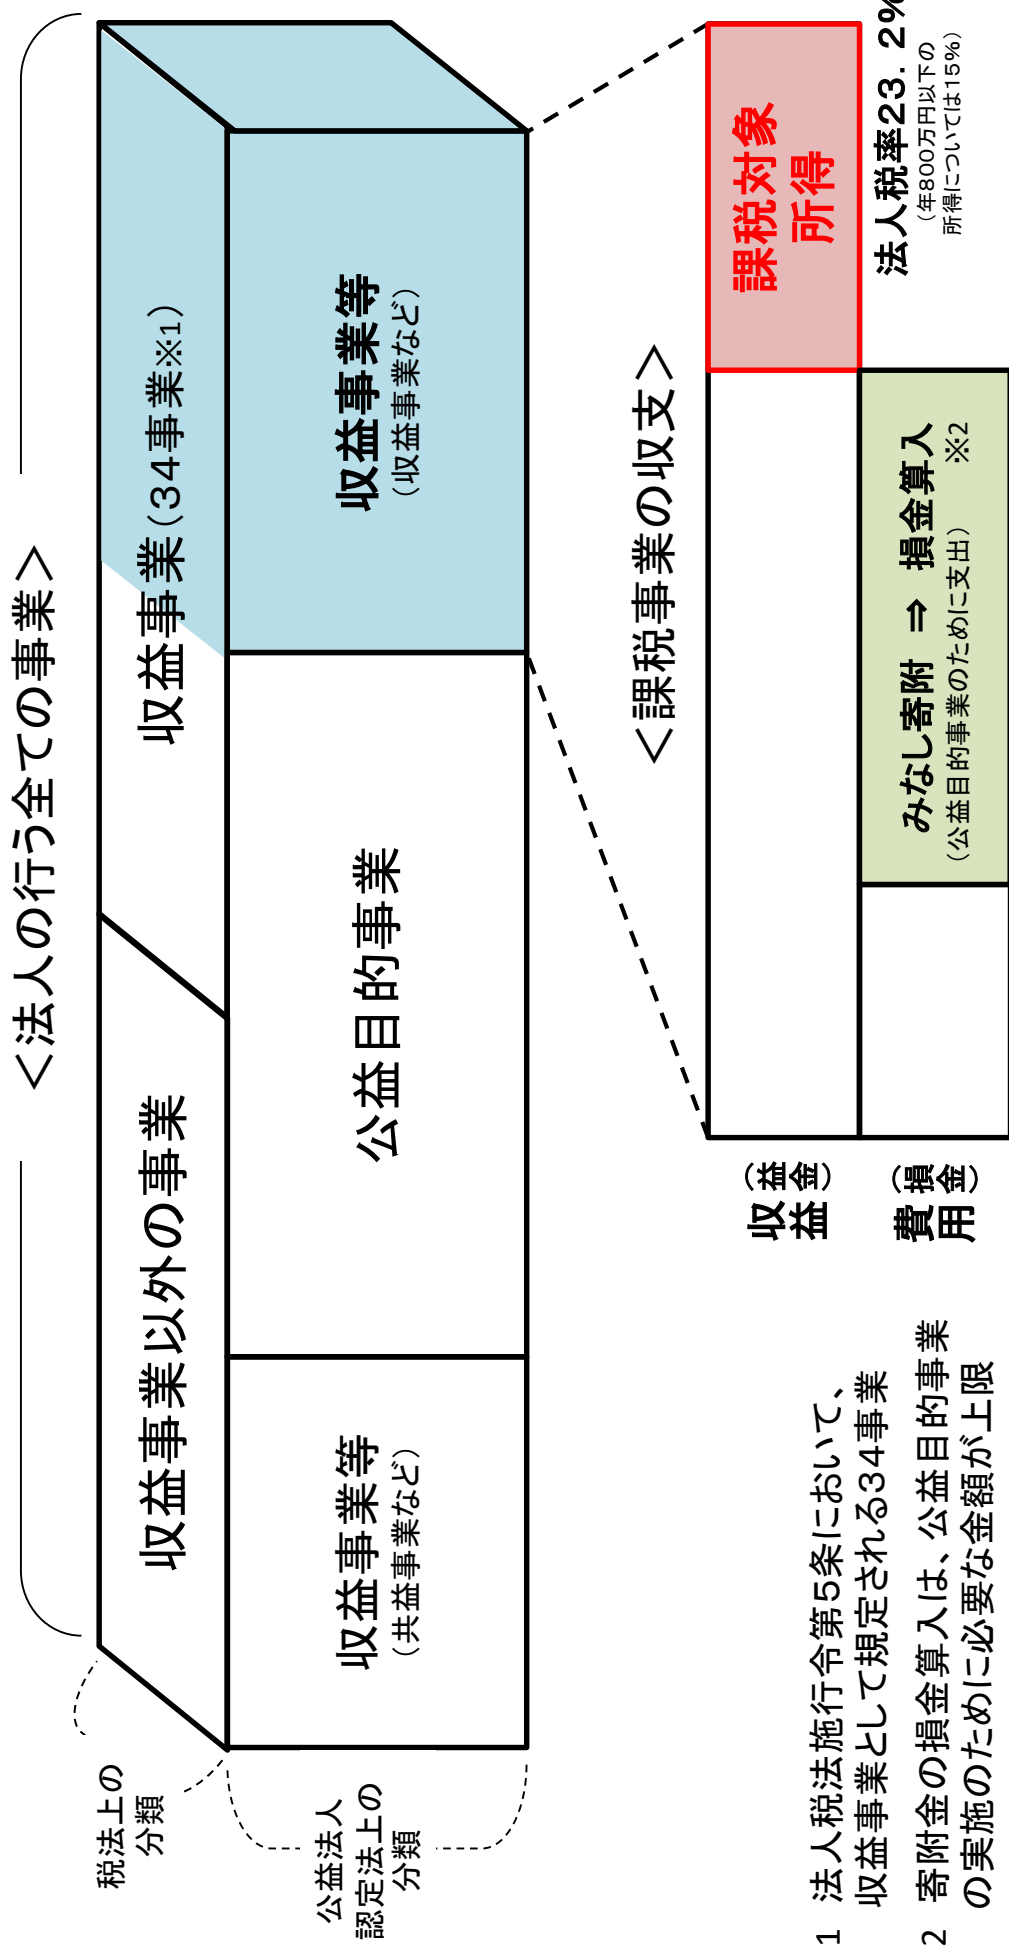 ＜法人の行う全ての事業＞
税法上の
分類
収益事業以外の事業
収益事業（３４事業※1）
公益法人
認定法上の
分類
収益事業等
（共益事業など）
公益目的事業
収益事業等
（収益事業など）
＜課税事業の収支＞
収益
（益金）
課税対象
所得
費用
（損金）
みなし寄附 ⇒ 損金算入
（公益目的事業のために支出） ※2
法人税率２３．２％
（年８００万円以下の
所得については１５％）
1 法人税法施行令第５条において、
収益事業として規定される３４事業
2 寄附金の損金算入は、公益目的事業
の実施のために必要な金額が上限